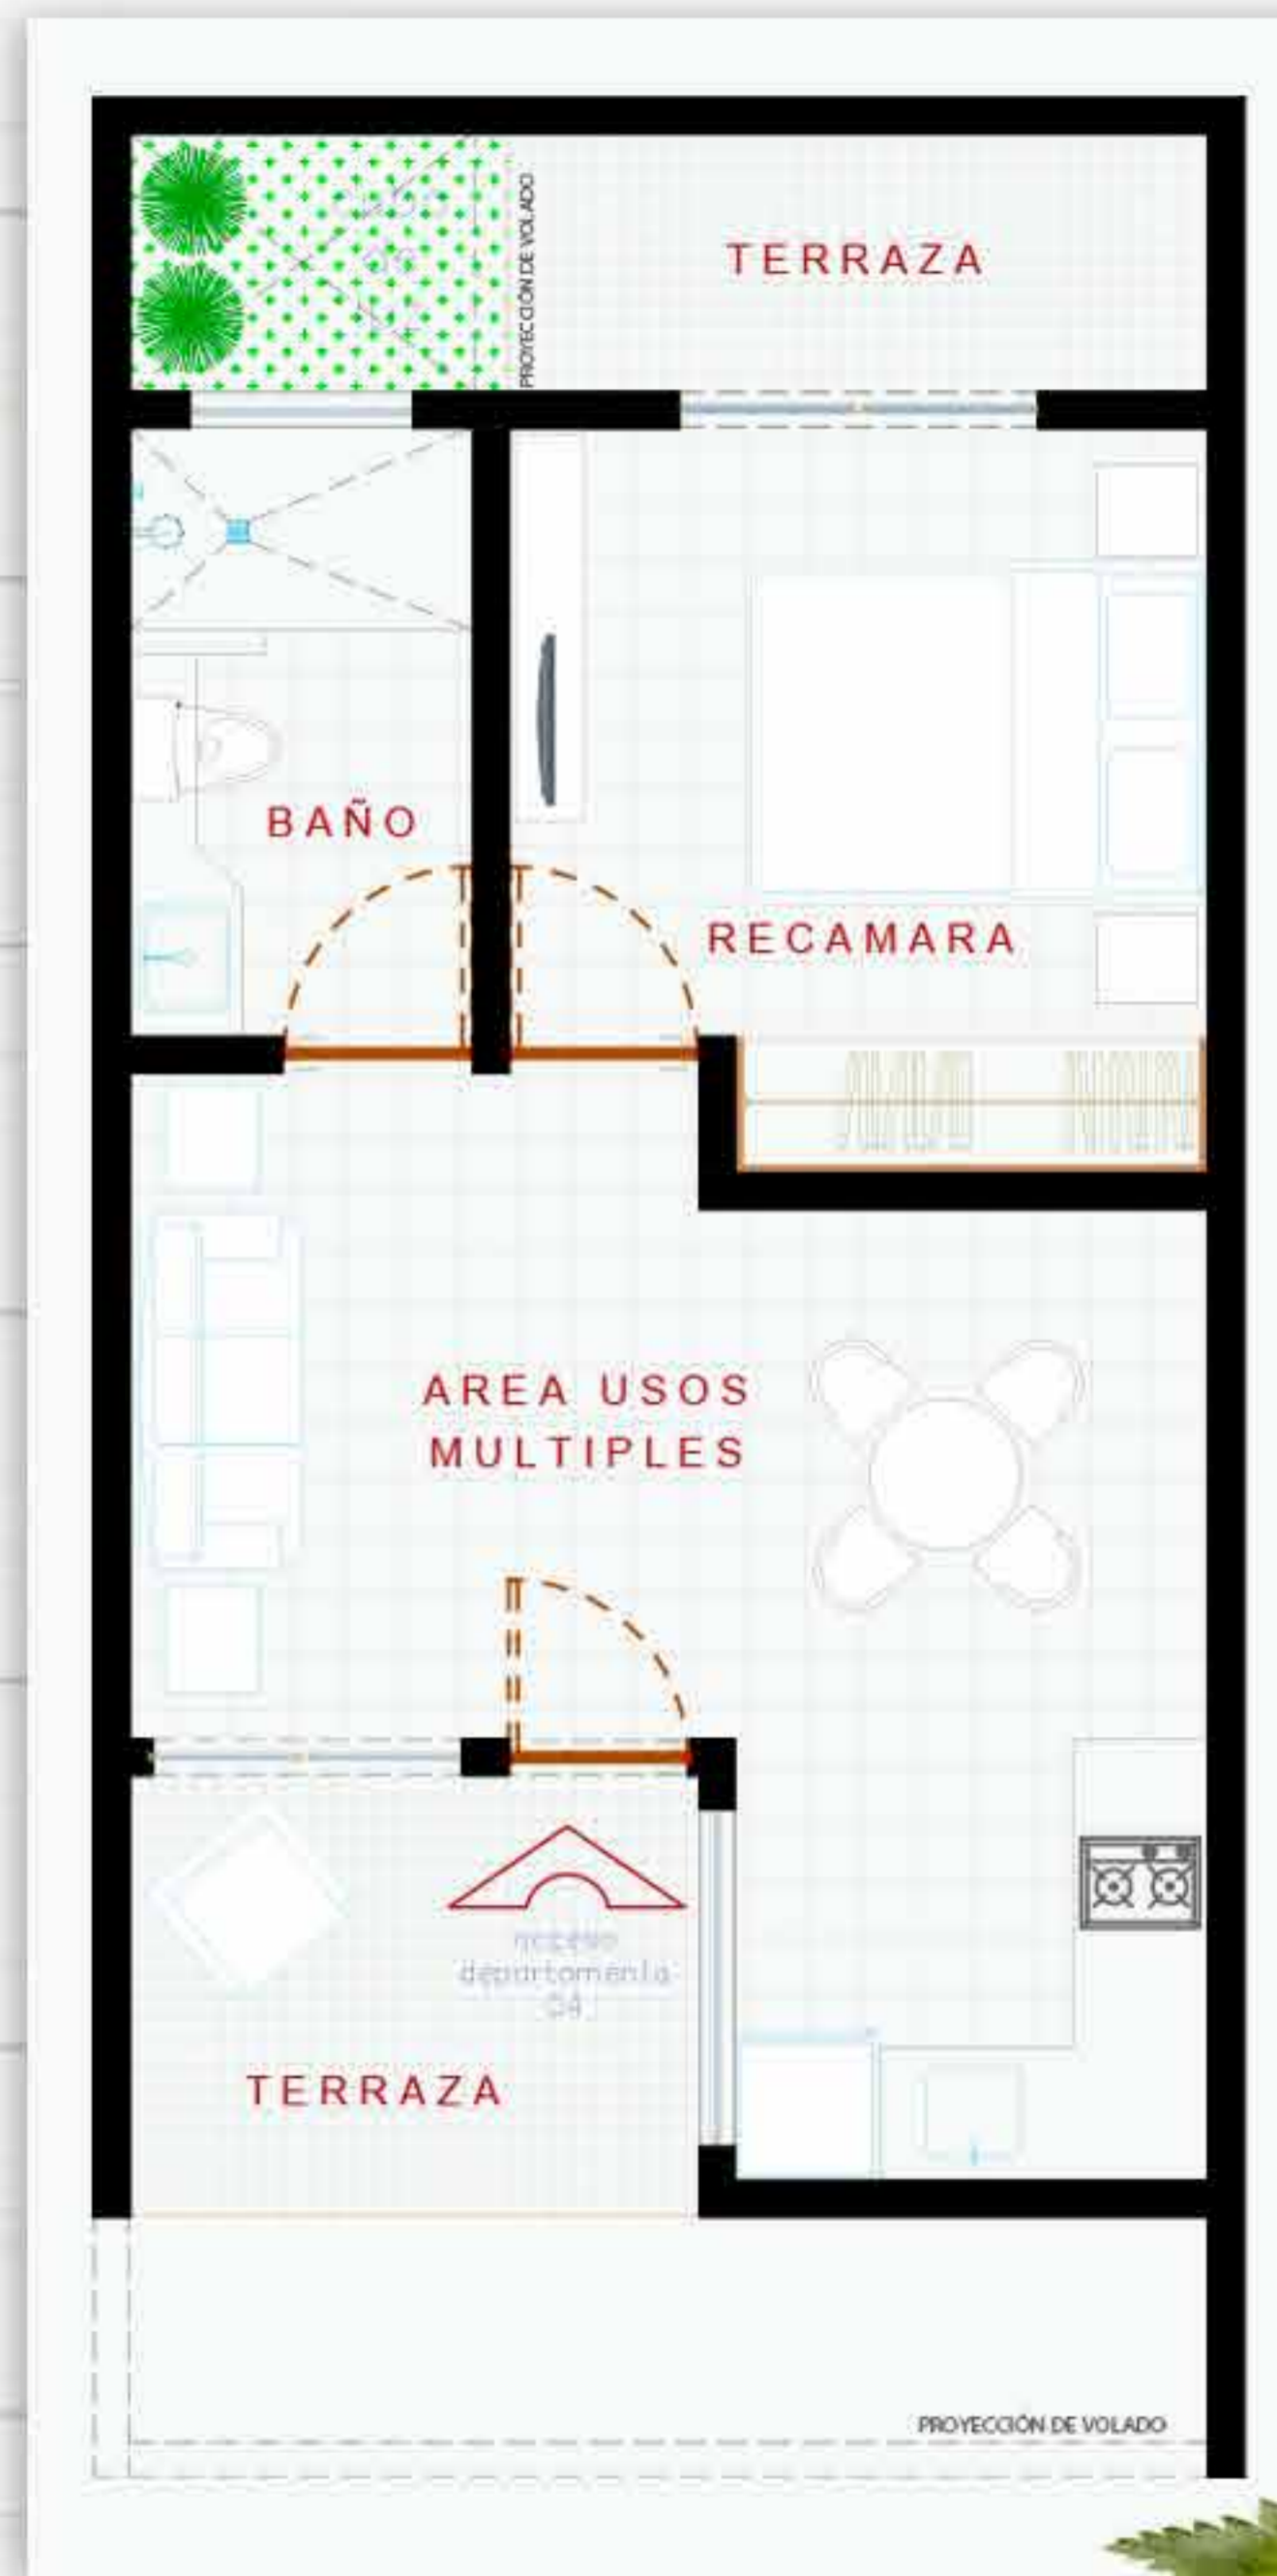 PROYECCIÓN DE VOLADO
TERRAZA
BAÑO
RECAMARA
AREA USOS
MULTIPLES
acceso
departamento
TERRAZA
PROYECCIÓN DE VOLADO